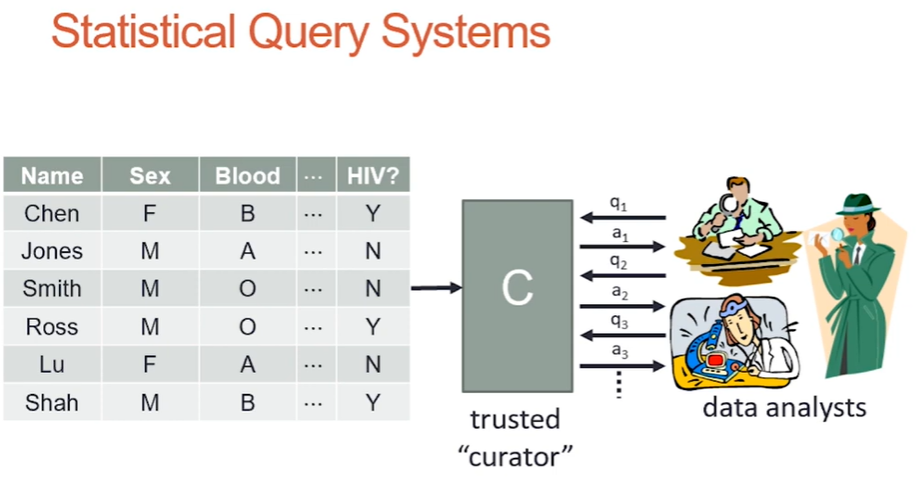 Statistical Query Systems
Name Sex Blood ... HIV?
Chen F B ... Y
Jones M A ... N
Smith M O ... N
Ross M O ... Y
Lu F A ... N
Shah M B ... Y
C
q₁
a₁
q₂
a₂
q₃
a₃
trusted
“curator”
data analysts